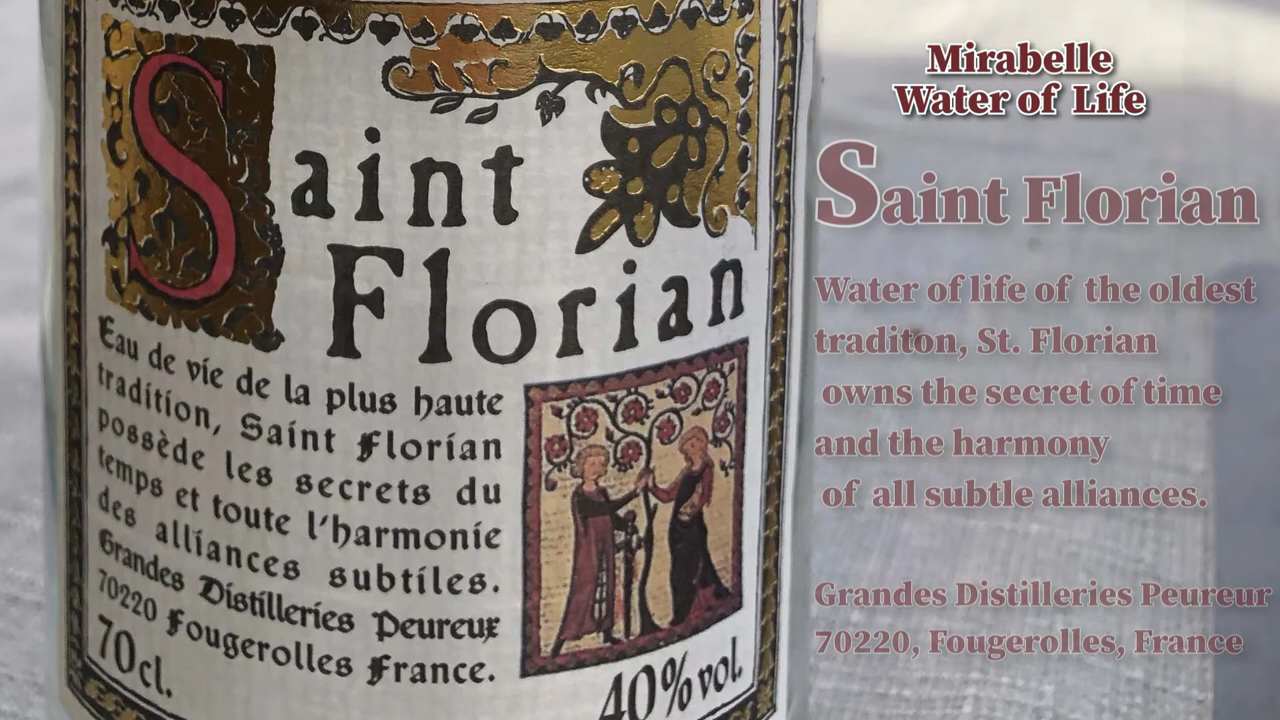 Saint
Florian
Eau de vie de la plus haute
tradition, Saint Florian
possède les secrets du
temps et toute l'harmonie
des alliances subtiles.
Grandes Distilleries Peureux
70220 Fougerolles France.
70cl.
40% vol
Mirabelle
Water of Life
Saint Florian
Water of life of the oldest
traditon, St. Florian
owns the secret of time
and the harmony
of all subtle alliances.
Grandes Distilleries Peureur
70220, Fougerolles, France